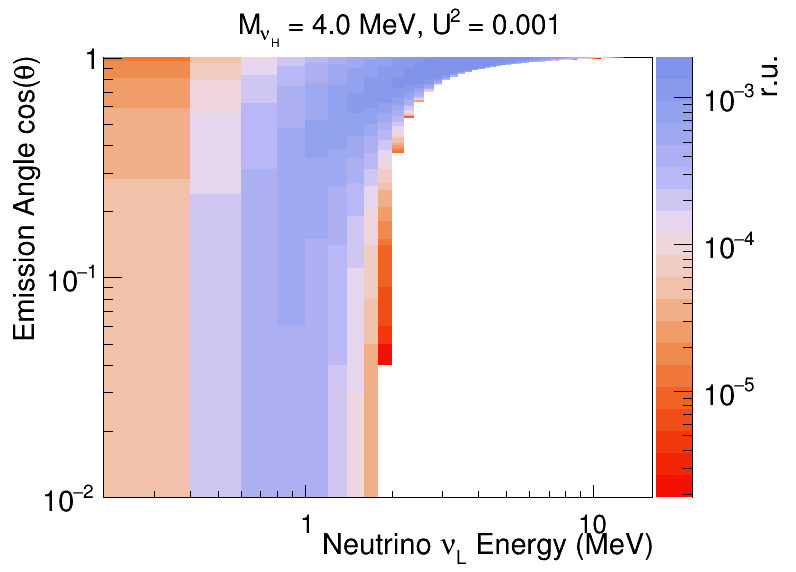 M_{ν_H} = 4.0 MeV, U² = 0.001
Emission Angle cos(θ)
1
10⁻¹
10⁻²
1
10
Neutrino ν_L Energy (MeV)
r.u.
10⁻³
10⁻⁴
10⁻⁵